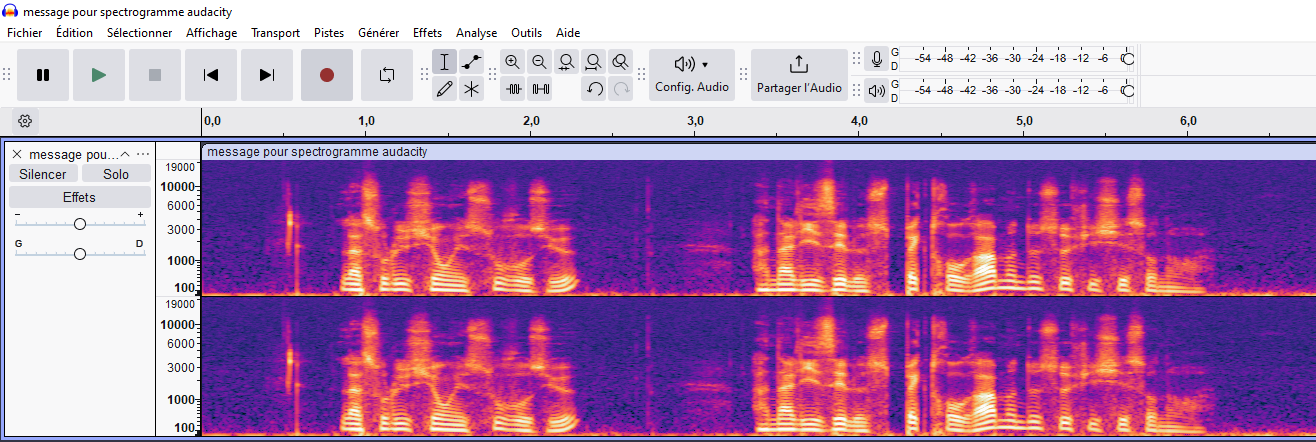 message pour spectrogramme audacity
Fichier Édition Sélectionner Affichage Transport Pistes Générer Effets Analyse Outils Aide
Config. Audio
Partager l'Audio
G
D
-54 -48 -42 -36 -30 -24 -18 -12 -6 0
G
D
-54 -48 -42 -36 -30 -24 -18 -12 -6 0
0,0 1,0 2,0 3,0 4,0 5,0 6,0
message pou...
Silencer Solo
Effets
- +
G D
message pour spectrogramme audacity
19000
10000
6000
3000
1000
100
19000
10000
6000
3000
1000
100